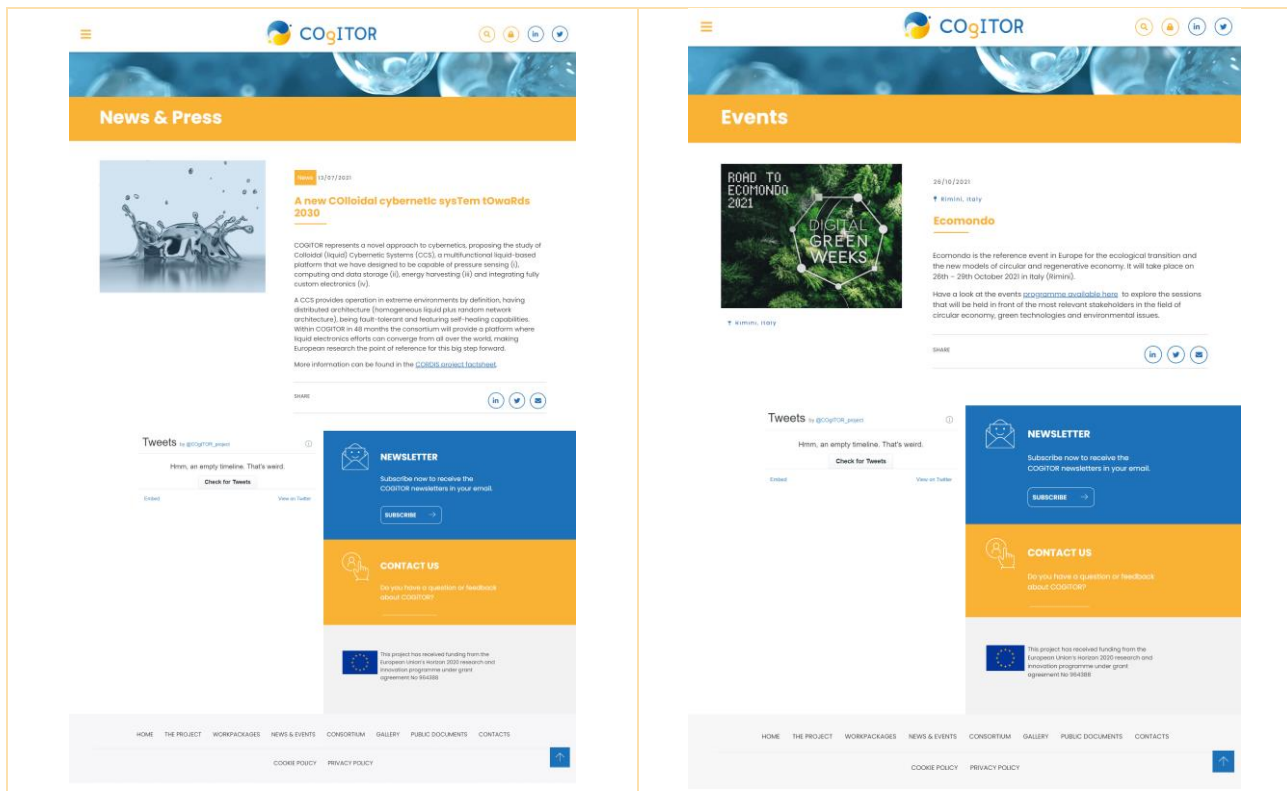 COgITOR
News & Press
News 13/07/2021
A new COlloidal cybernetic sysTem tOwaRds
2030
COGITOR represents a novel approach to cybernetics, proposing the study of
Colloidal (liquid) Cybernetic Systems (CCS), a multifunctional liquid-based
platform that we have designed to be capable of pressure sensing (i),
computing and data storage (ii), energy harvesting (iii) and integrating fully
custom electronics (iv).
A CCS provides operation in extreme environments by definition, having
distributed architecture (homogeneous liquid plus random network
architecture), being fault-tolerant and featuring self-healing capabilities.
Within COGITOR in 48 months the consortium will provide a platform where
liquid electronics efforts can converge from all over the world, making
European research the point of reference for this big step forward.
More information can be found in the CORDIS project factsheet.
SHARE
Tweets by @COgITOR_project
Hmm, an empty timeline. That's weird.
Check for Tweets
Embed View on Twitter
NEWSLETTER
Subscribe now to receive the
COGITOR newsletters in your email.
SUBSCRIBE
CONTACT US
Do you have a question or feedback
about COGITOR?
This project has received funding from the
European Union's Horizon 2020 research and
innovation programme under grant
agreement No 964388
HOME THE PROJECT WORKPACKAGES NEWS & EVENTS CONSORTIUM GALLERY PUBLIC DOCUMENTS CONTACTS
COOKIE POLICY PRIVACY POLICY
COgITOR
Events
ROAD TO
ECOMONDO
2021
DIGITAL
GREEN
WEEKS
Rimini, Italy
26/10/2021
Rimini, Italy
Ecomondo
Ecomondo is the reference event in Europe for the ecological transition and
the new models of circular and regenerative economy. It will take place on
26th - 29th October 2021 in Italy (Rimini).
Have a look at the events programme available here to explore the sessions
that will be held in front of the most relevant stakeholders in the field of
circular economy, green technologies and environmental issues.
SHARE
Tweets by @COgITOR_project
Hmm, an empty timeline. That's weird.
Check for Tweets
Embed View on Twitter
NEWSLETTER
Subscribe now to receive the
COGITOR newsletters in your email.
SUBSCRIBE
CONTACT US
Do you have a question or feedback
about COGITOR?
This project has received funding from the
European Union's Horizon 2020 research and
innovation programme under grant
agreement No 964388
HOME THE PROJECT WORKPACKAGES NEWS & EVENTS CONSORTIUM GALLERY PUBLIC DOCUMENTS CONTACTS
COOKIE POLICY PRIVACY POLICY